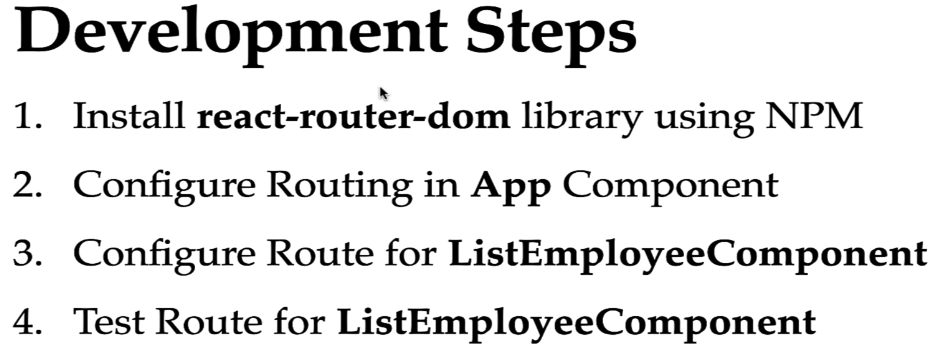 Development Steps
1. Install react-router-dom library using NPM
2. Configure Routing in App Component
3. Configure Route for ListEmployeeComponent
4. Test Route for ListEmployeeComponent